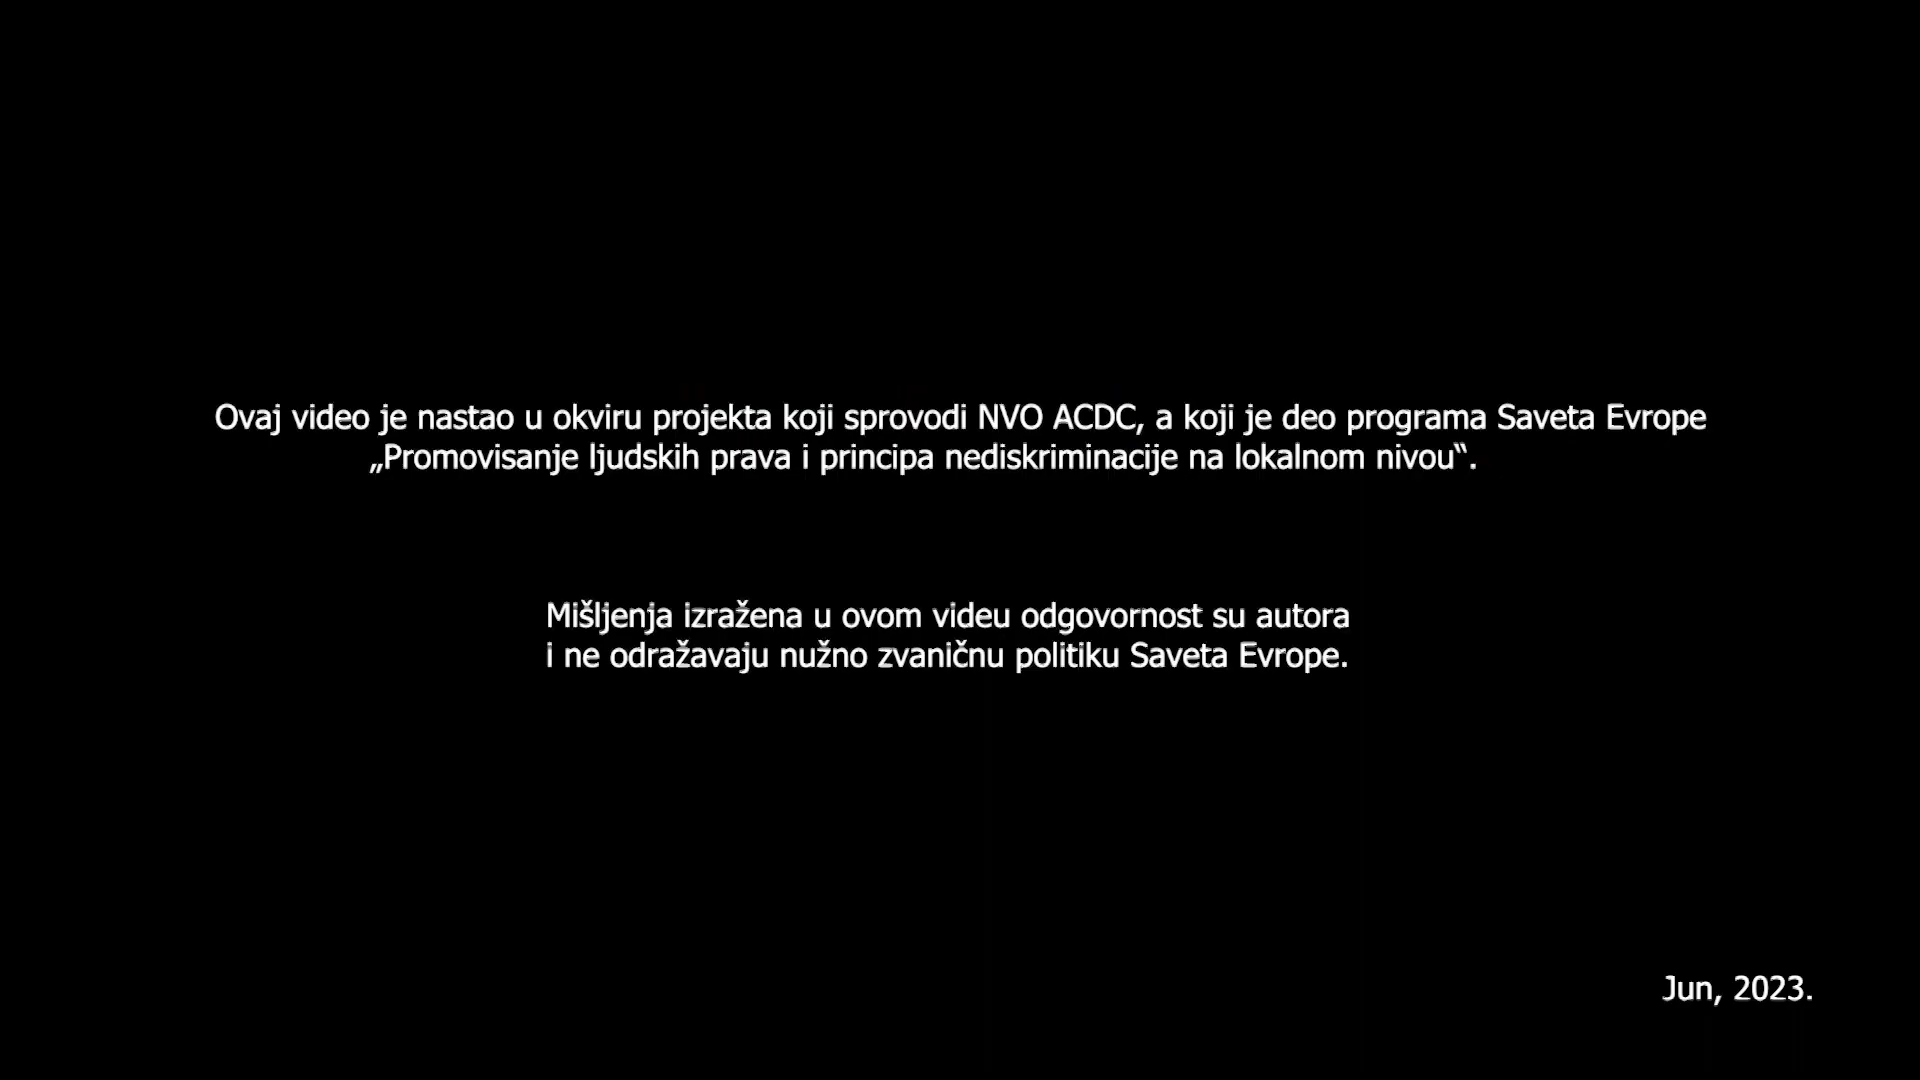 Ovaj video je nastao u okviru projekta koji sprovodi NVO ACDC, a koji je deo programa Saveta Evrope
„Promovisanje ljudskih prava i principa nediskriminacije na lokalnom nivou“.
Mišljenja izražena u ovom videu odgovornost su autora
i ne odražavaju nužno zvaničnu politiku Saveta Evrope.
Jun, 2023.